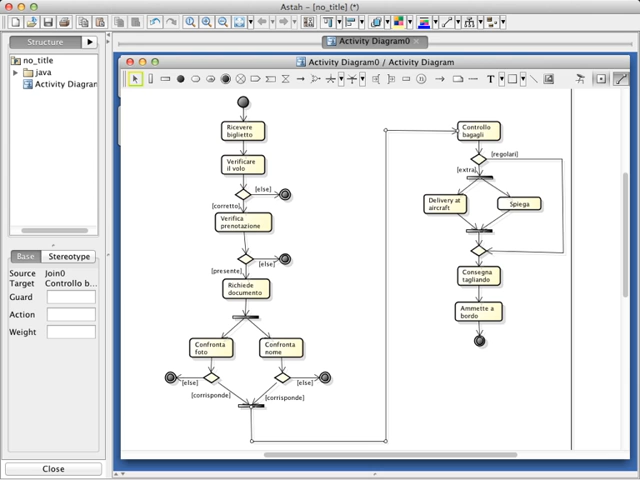 Astah - [no_title] (*)
Structure
no_title
java
Activity Diagram
Base
Stereotype
Source
Join0
Target
Controllo b...
Guard
Action
Weight
Close
Activity Diagram0
Activity Diagram0 / Activity Diagram
T
Ricevere
biglietto
Verificare
il volo
[else]
[corretto]
Verifica
prenotazione
[else]
[presente]
Richiede
documento
Confronta
foto
Confronta
nome
[else]
[else]
[corrisponde]
[corrisponde]
Controllo
bagagli
[regolari]
[extra]
Delivery at
aircraft
Spiega
Consegna
tagliando
Ammette a
bordo